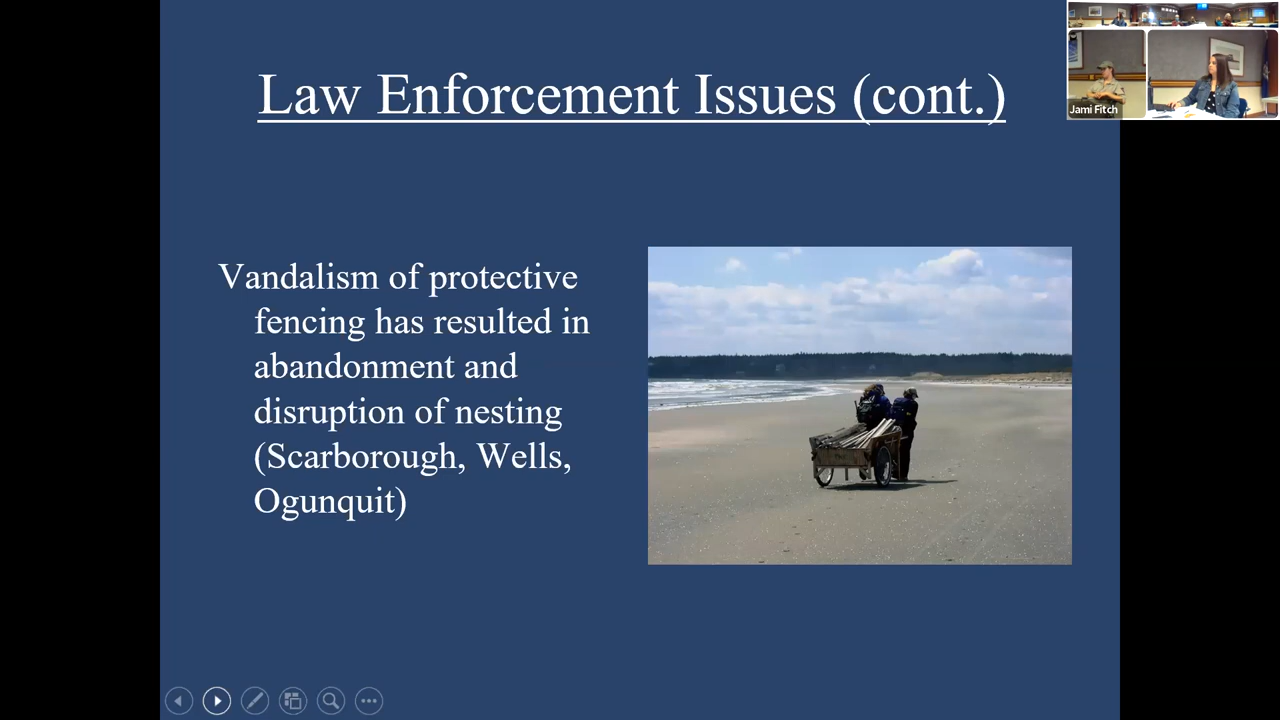 Law Enforcement Issues (cont.)
Vandalism of protective
fencing has resulted in
abandonment and
disruption of nesting
(Scarborough, Wells,
Ogunquit)
Jami Fitch